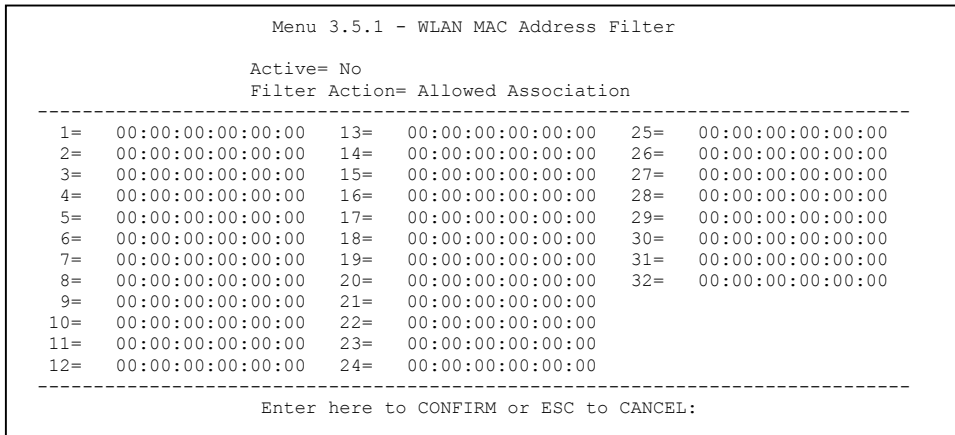 Menu 3.5.1 - WLAN MAC Address Filter
Active= No
Filter Action= Allowed Association
------------------------------------------------------------------------------
1= 00:00:00:00:00:00 13= 00:00:00:00:00:00 25= 00:00:00:00:00:00
2= 00:00:00:00:00:00 14= 00:00:00:00:00:00 26= 00:00:00:00:00:00
3= 00:00:00:00:00:00 15= 00:00:00:00:00:00 27= 00:00:00:00:00:00
4= 00:00:00:00:00:00 16= 00:00:00:00:00:00 28= 00:00:00:00:00:00
5= 00:00:00:00:00:00 17= 00:00:00:00:00:00 29= 00:00:00:00:00:00
6= 00:00:00:00:00:00 18= 00:00:00:00:00:00 30= 00:00:00:00:00:00
7= 00:00:00:00:00:00 19= 00:00:00:00:00:00 31= 00:00:00:00:00:00
8= 00:00:00:00:00:00 20= 00:00:00:00:00:00 32= 00:00:00:00:00:00
9= 00:00:00:00:00:00 21= 00:00:00:00:00:00
10= 00:00:00:00:00:00 22= 00:00:00:00:00:00
11= 00:00:00:00:00:00 23= 00:00:00:00:00:00
12= 00:00:00:00:00:00 24= 00:00:00:00:00:00
------------------------------------------------------------------------------
Enter here to CONFIRM or ESC to CANCEL: